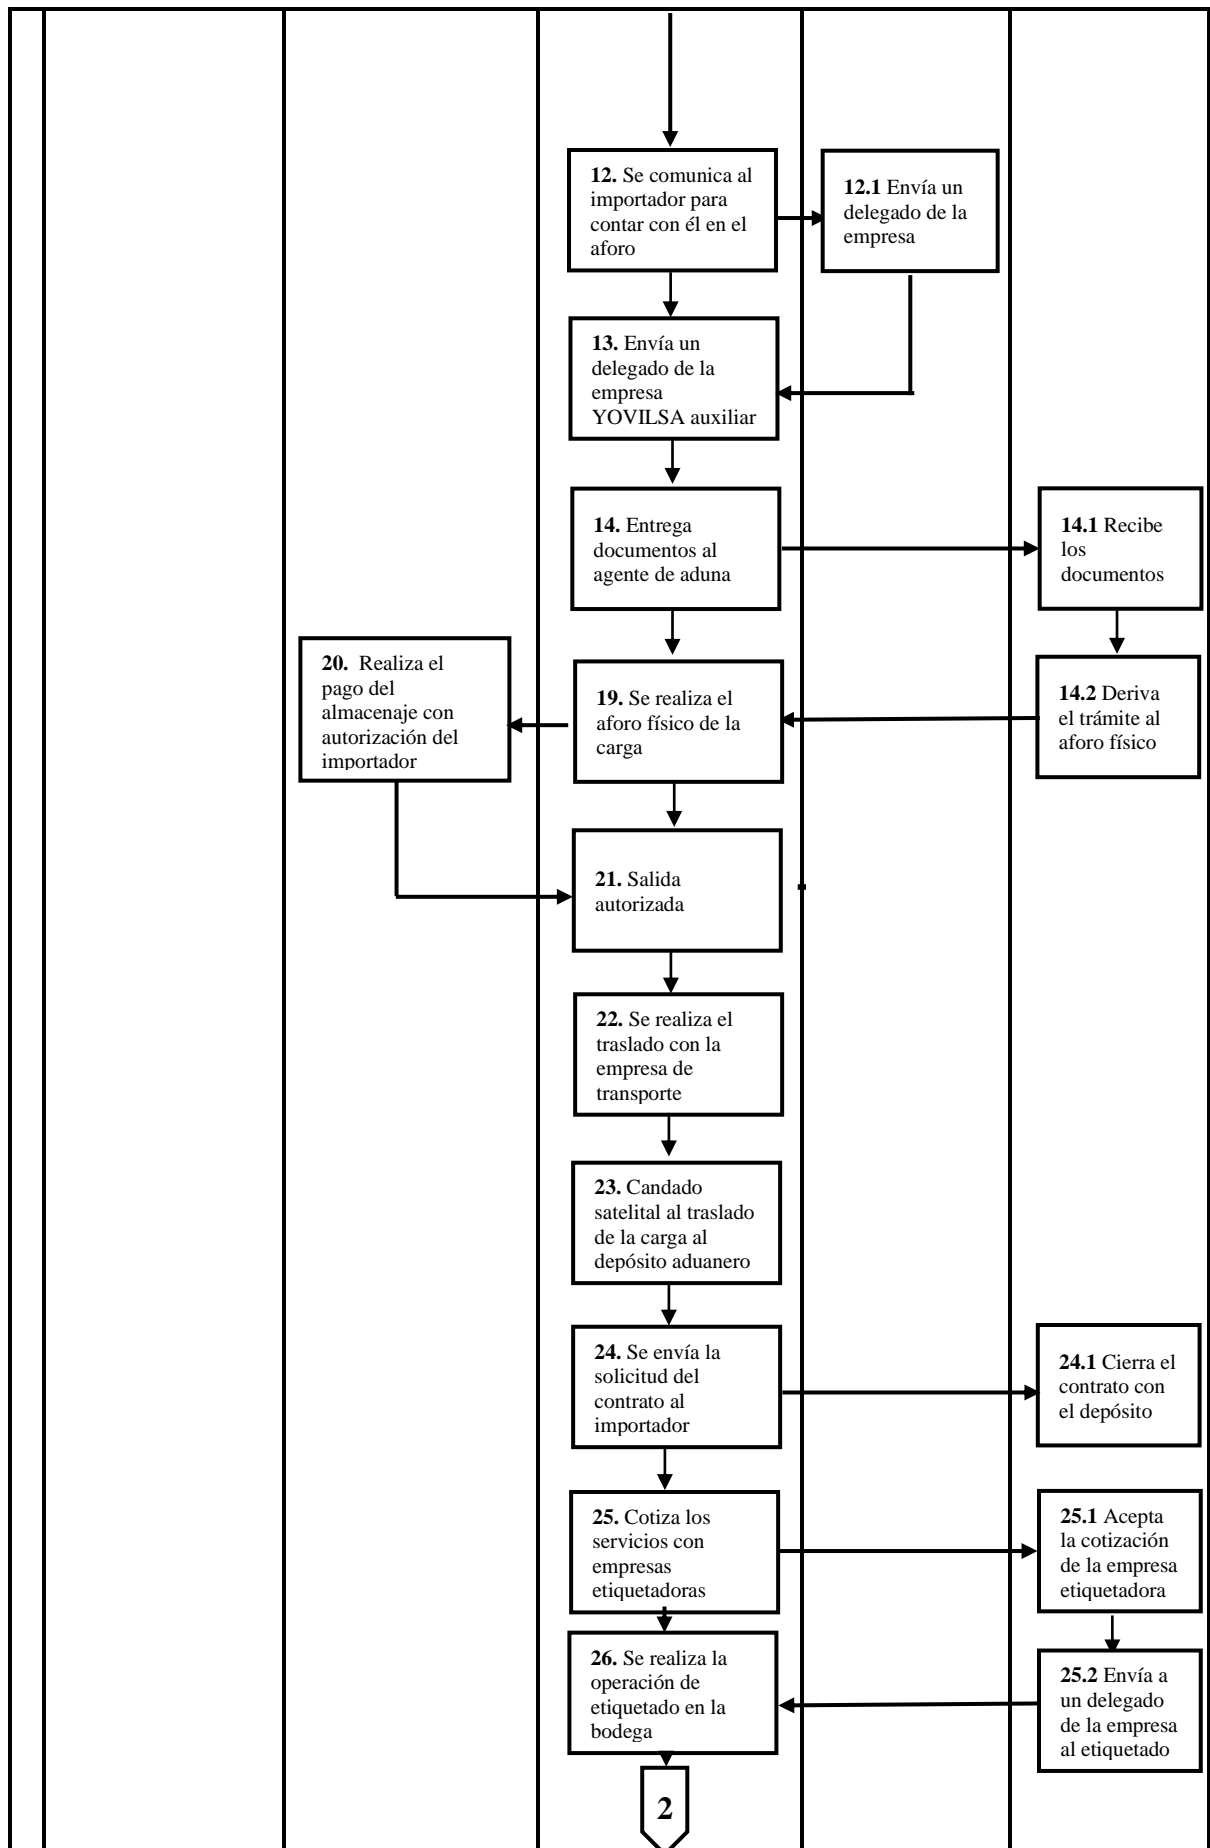 12. Se comunica al
importador para
contar con él en el
aforo
12.1 Envía un
delegado de la
empresa
13. Envía un
delegado de la
empresa
YOVILSA auxiliar
14. Entrega
documentos al
agente de aduna
14.1 Recibe
los
documentos
20. Realiza el
pago del
almacenaje con
autorización del
importador
19. Se realiza el
aforo físico de la
carga
14.2 Deriva
el trámite al
aforo físico
21. Salida
autorizada
22. Se realiza el
traslado con la
empresa de
transporte
23. Candado
satelital al traslado
de la carga al
depósito aduanero
24. Se envía la
solicitud del
contrato al
importador
24.1 Cierra el
contrato con
el depósito
25. Cotiza los
servicios con
empresas
etiquetadoras
25.1 Acepta
la cotización
de la empresa
etiquetadora
26. Se realiza la
operación de
etiquetado en la
bodega
25.2 Envía a
un delegado
de la empresa
al etiquetado
2